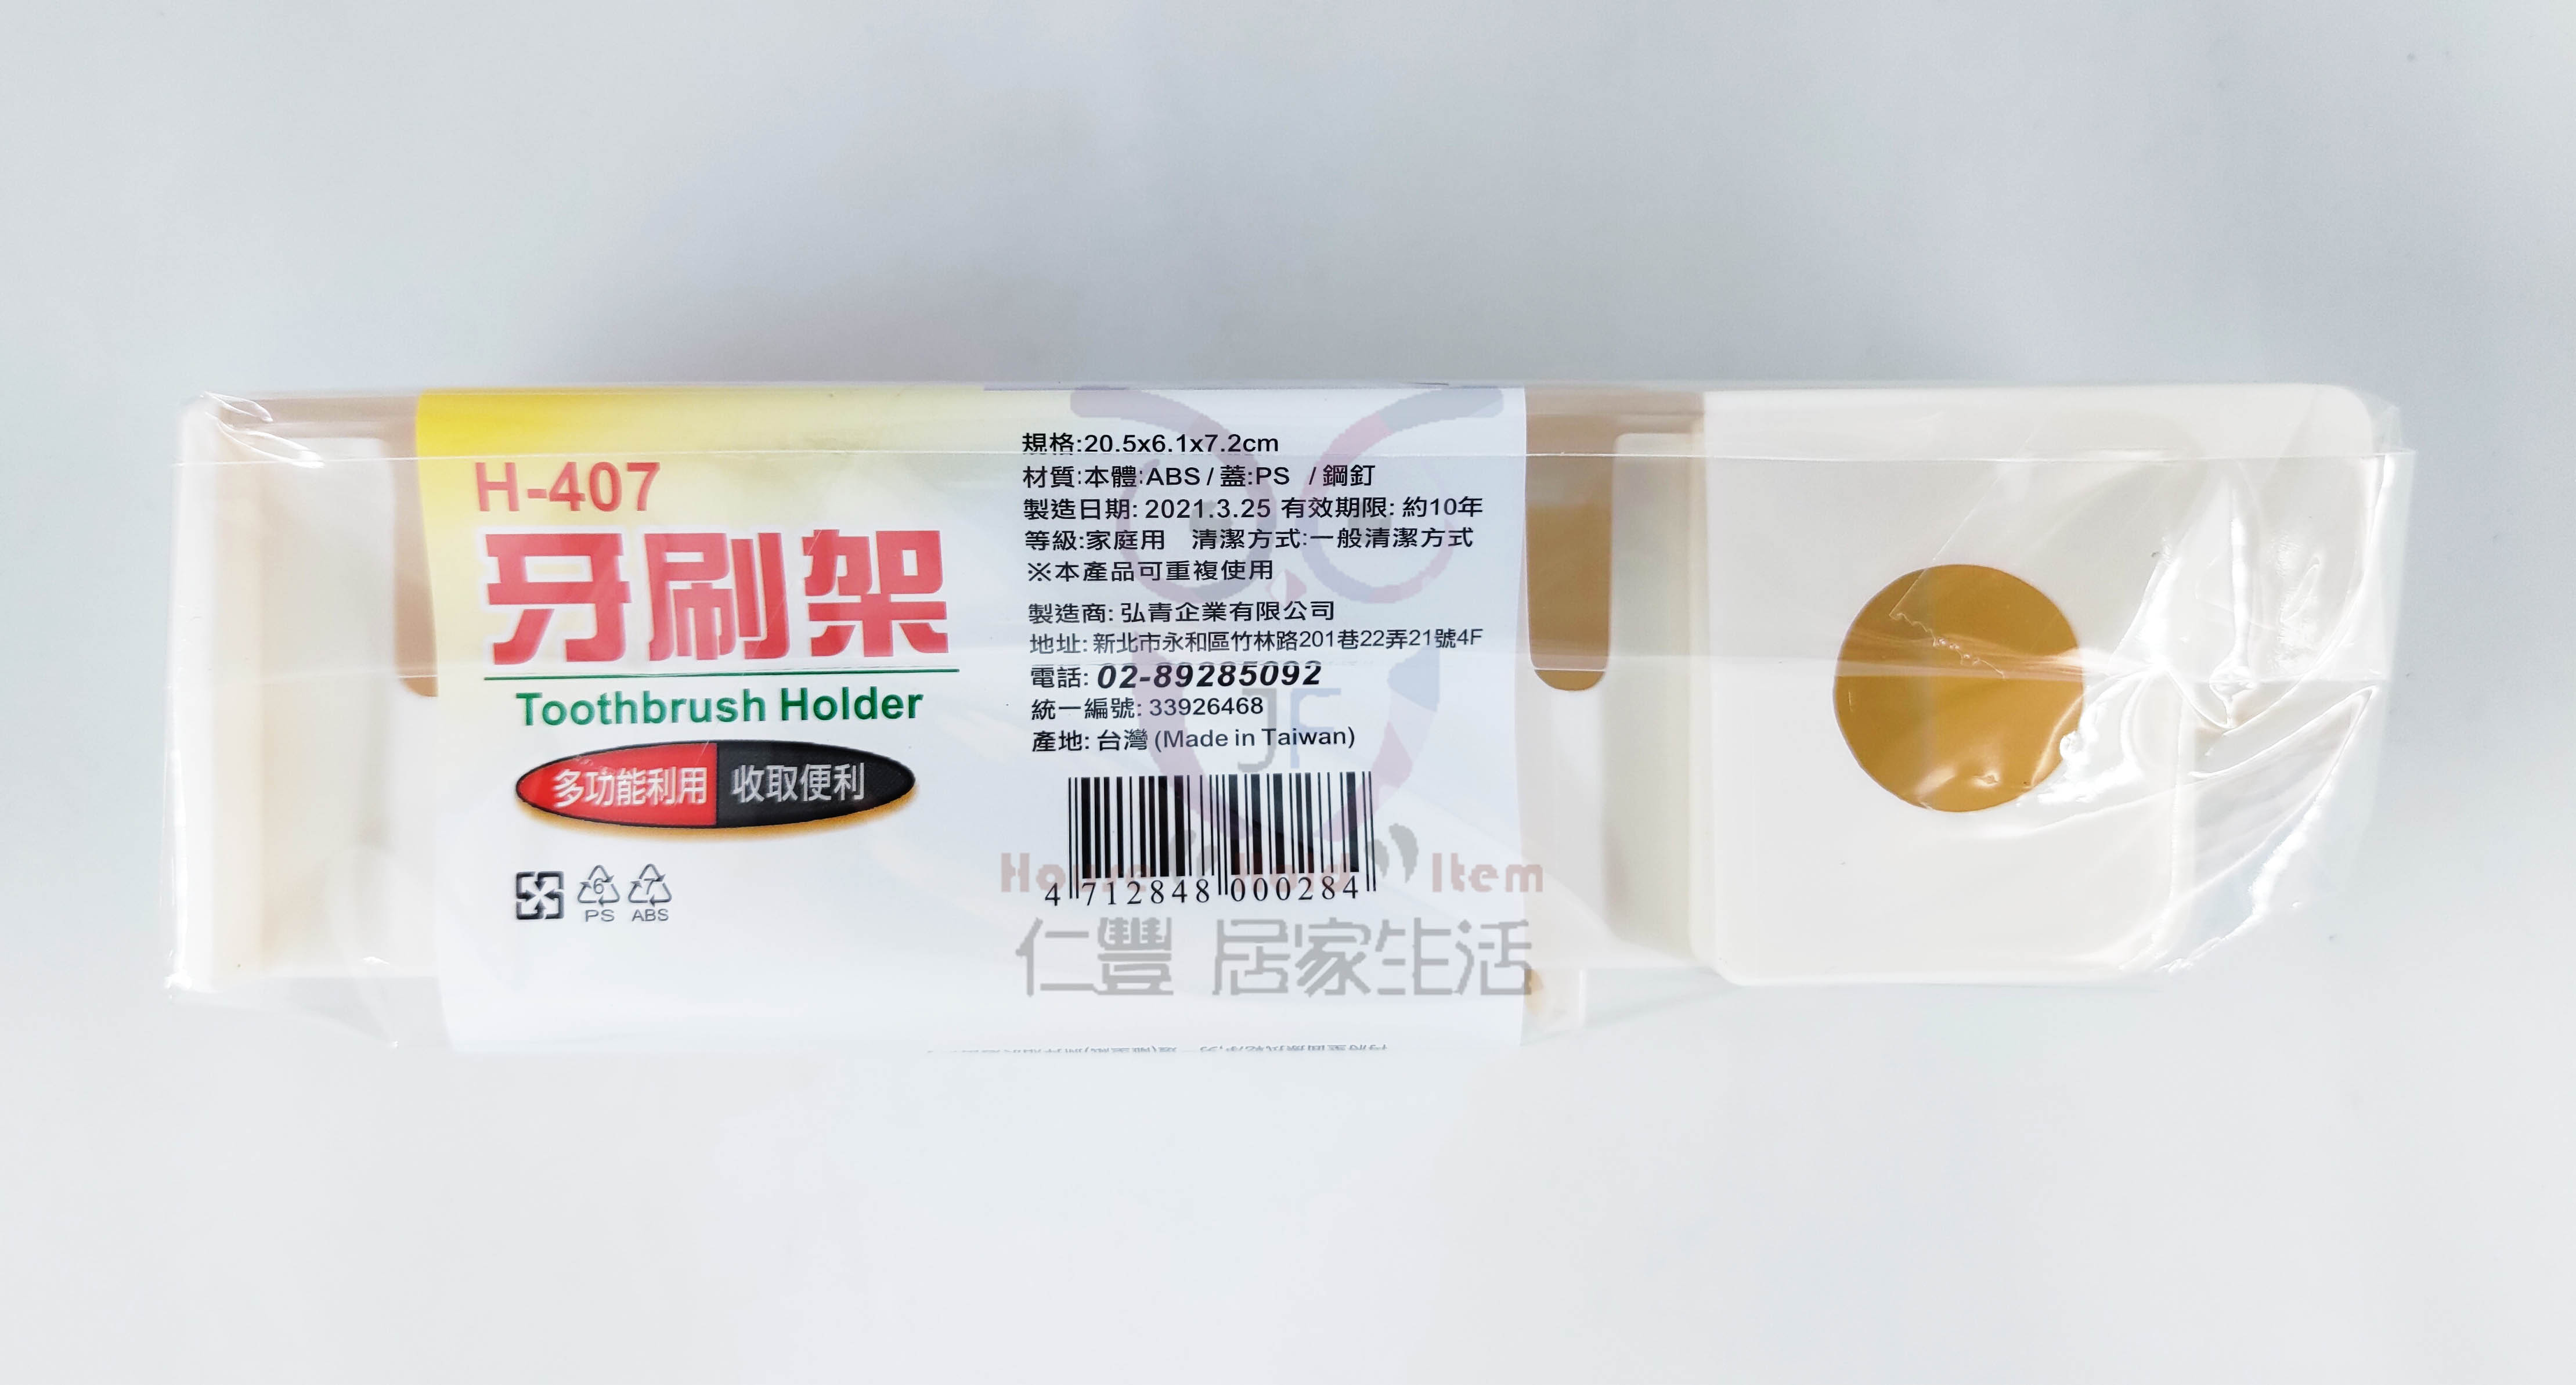 H-407
牙刷架
Toothbrush Holder
多功能利用 收取便利
6 7
PS ABS
規格:20.5x6.1x7.2cm
材質:本體:ABS / 蓋:PS / 鋼釘
製造日期: 2021.3.25 有效期限: 約10年
等級:家庭用 清潔方式:一般清潔方式
※本產品可重複使用
製造商: 弘青企業有限公司
地址: 新北市永和區竹林路201巷22弄21號4F
電話: 02-89285092
統一編號: 33926468
產地: 台灣 (Made in Taiwan)
4 712848 000284
JF
House Hold Item
仁豐 居家生活